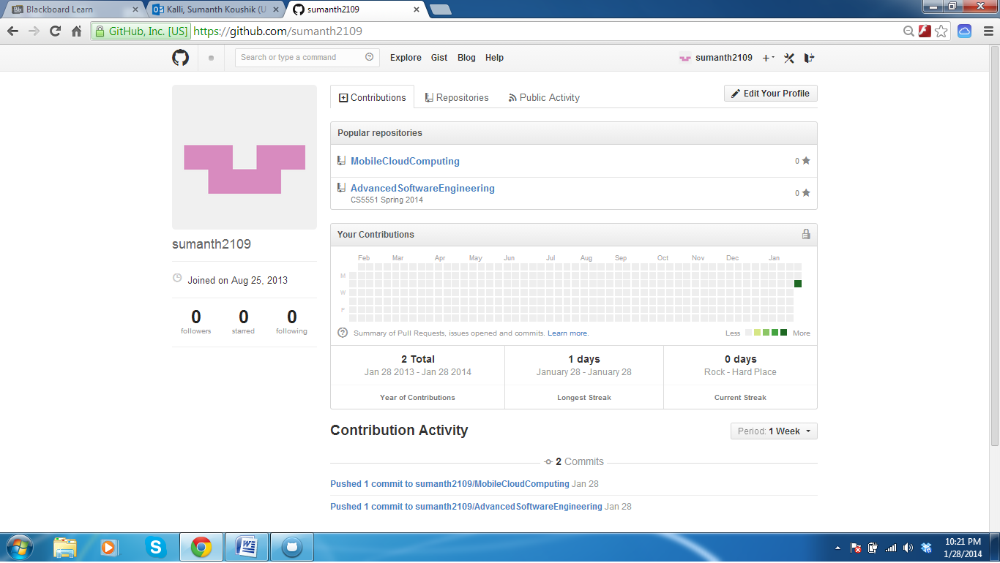 Blackboard Learn
Kalli, Sumanth Koushik (U
sumanth2109
GitHub, Inc. [US] https://github.com/sumanth2109
Search or type a command
Explore Gist Blog Help
sumanth2109
Contributions
Repositories
Public Activity
Edit Your Profile
Popular repositories
MobileCloudComputing
0
AdvancedSoftwareEngineering
CS5551 Spring 2014
0
sumanth2109
Joined on Aug 25, 2013
0 0 0
followers starred following
Your Contributions
Feb Mar Apr May Jun Jul Aug Sep Oct Nov Dec Jan
M
W
F
Summary of Pull Requests, issues opened and commits. Learn more.
Less More
2 Total
Jan 28 2013 - Jan 28 2014
Year of Contributions
1 days
January 28 - January 28
Longest Streak
0 days
Rock - Hard Place
Current Streak
Contribution Activity
Period: 1 Week
2 Commits
Pushed 1 commit to sumanth2109/MobileCloudComputing Jan 28
Pushed 1 commit to sumanth2109/AdvancedSoftwareEngineering Jan 28
10:21 PM
1/28/2014